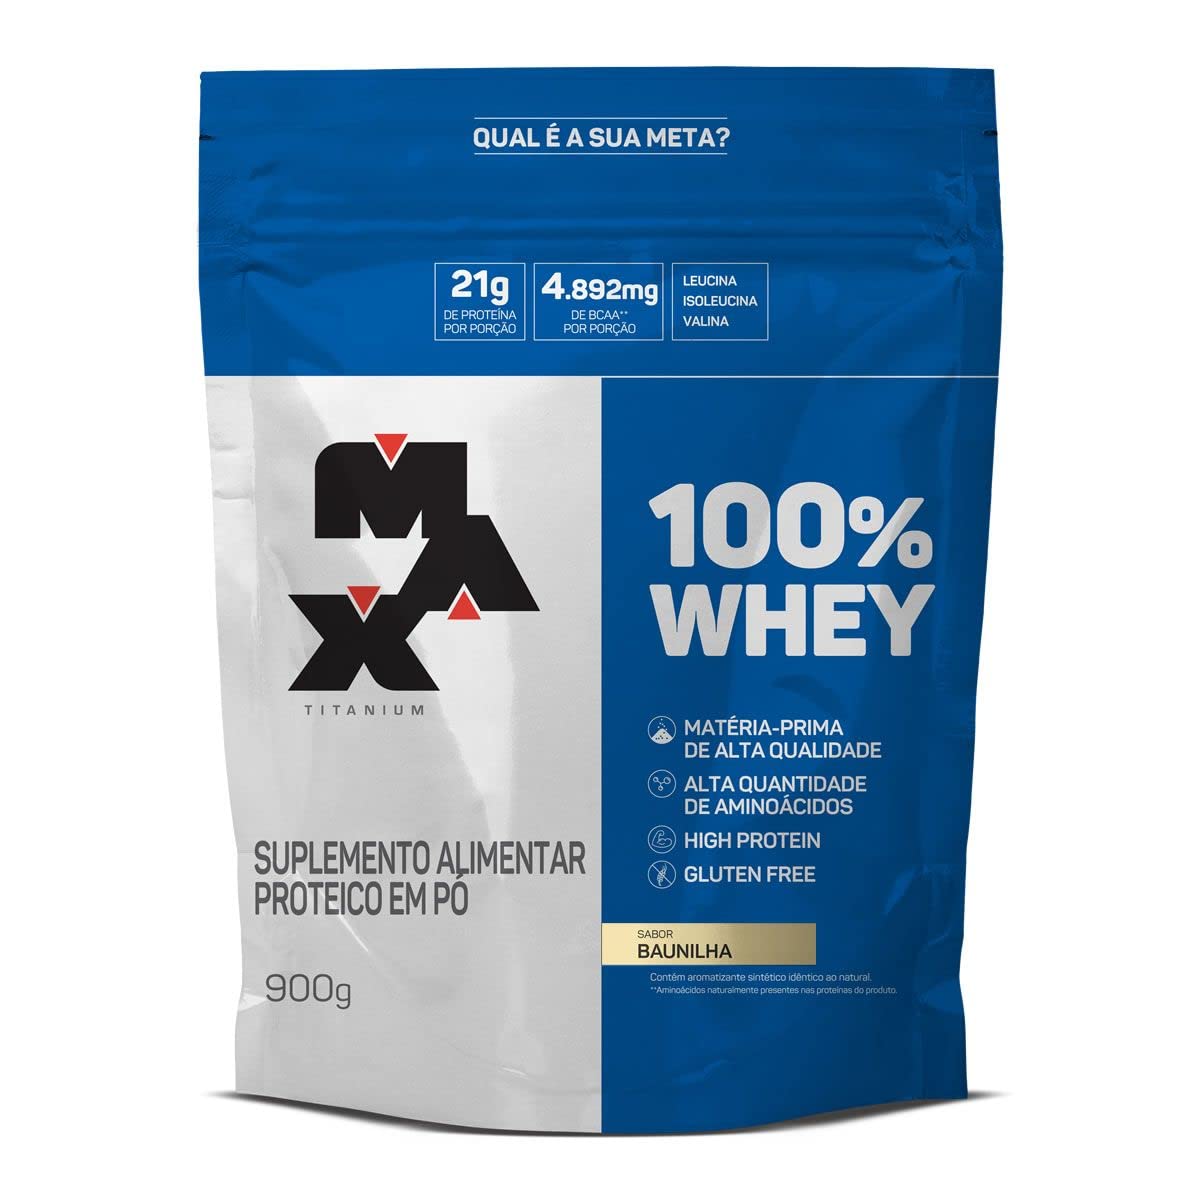 QUAL É A SUA META?
21g
DE PROTEÍNA
POR PORÇÃO
4.892mg
DE BCAA**
POR PORÇÃO
LEUCINA
ISOLEUCINA
VALINA
MAX
TITANIUM
SUPLEMENTO ALIMENTAR
PROTEICO EM PÓ
900g
100%
WHEY
MATÉRIA-PRIMA
DE ALTA QUALIDADE
ALTA QUANTIDADE
DE AMINOÁCIDOS
HIGH PROTEIN
GLUTEN FREE
SABOR
BAUNILHA
Contém aromatizante sintético idêntico ao natural.
**Aminoácidos naturalmente presentes nas proteínas do produto.